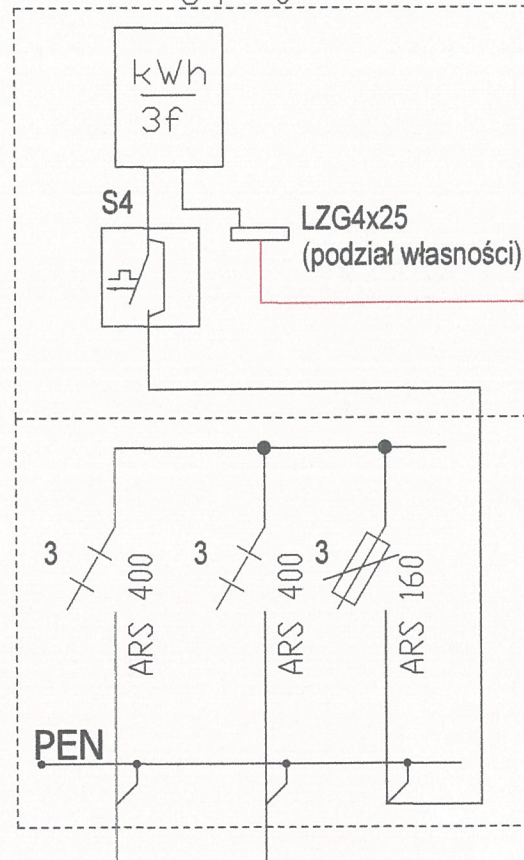 kWh
3f
S4
LZG4x25
(podział własności)
3
ARS 400
3
ARS 400
3
ARS 160
PEN